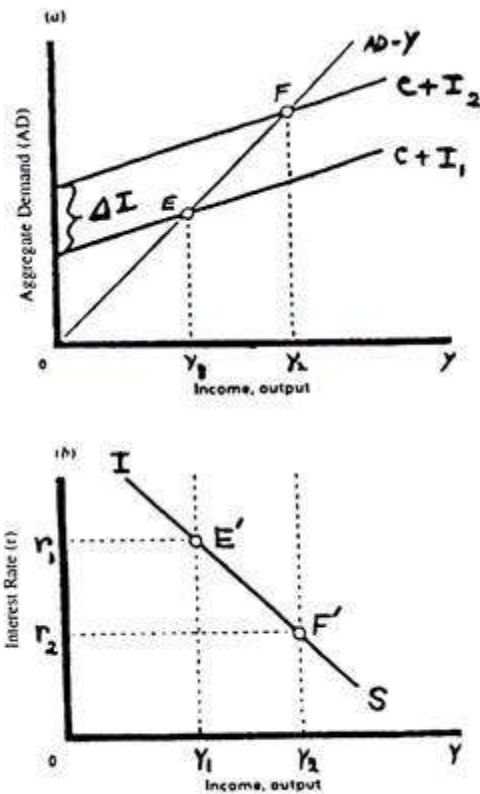 (a)
AD-Y
C+I₂
F
C+I₁
ΔI
E
Aggregate Demand (AD)
0
Y₂
Y
Income, output
(b)
I
r₁
E'
Interest Rate (r)
r₂
F'
S
0
Y₁
Y₂
Y
Income, output